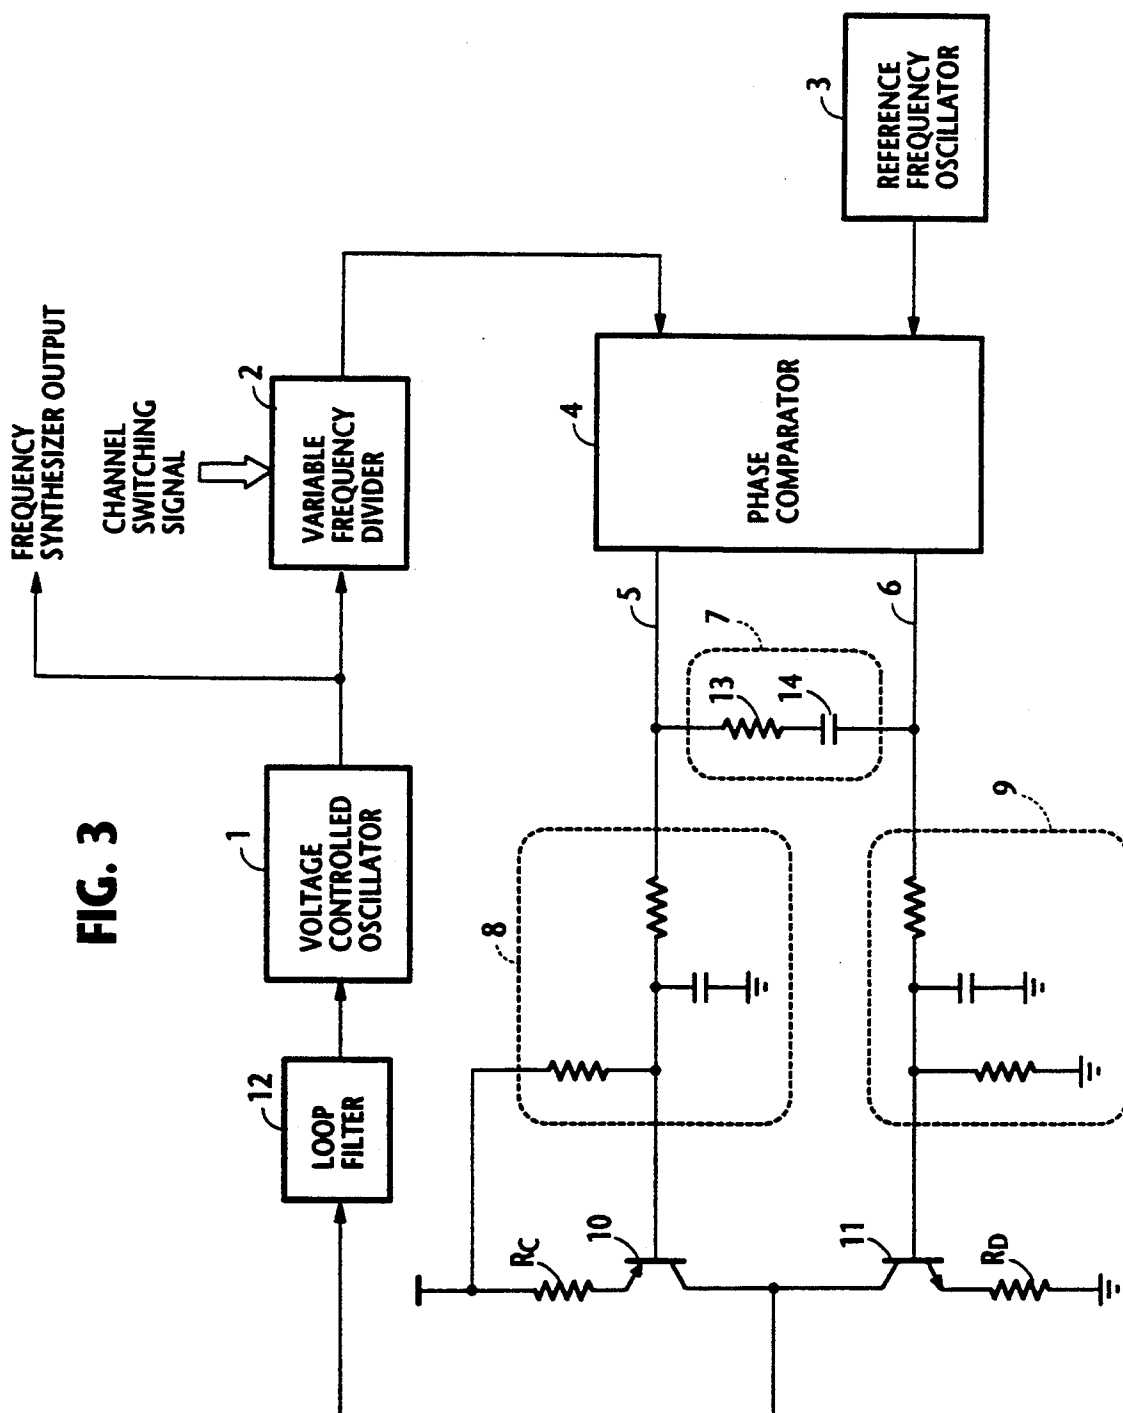 FIG. 3
FREQUENCY
SYNTHESIZER OUTPUT
CHANNEL
SWITCHING
SIGNAL
12
LOOP
FILTER
1
VOLTAGE
CONTROLLED
OSCILLATOR
2
VARIABLE
FREQUENCY
DIVIDER
3
REFERENCE
FREQUENCY
OSCILLATOR
4
PHASE
COMPARATOR
5
6
7
13
14
8
9
RC
10
11
RD